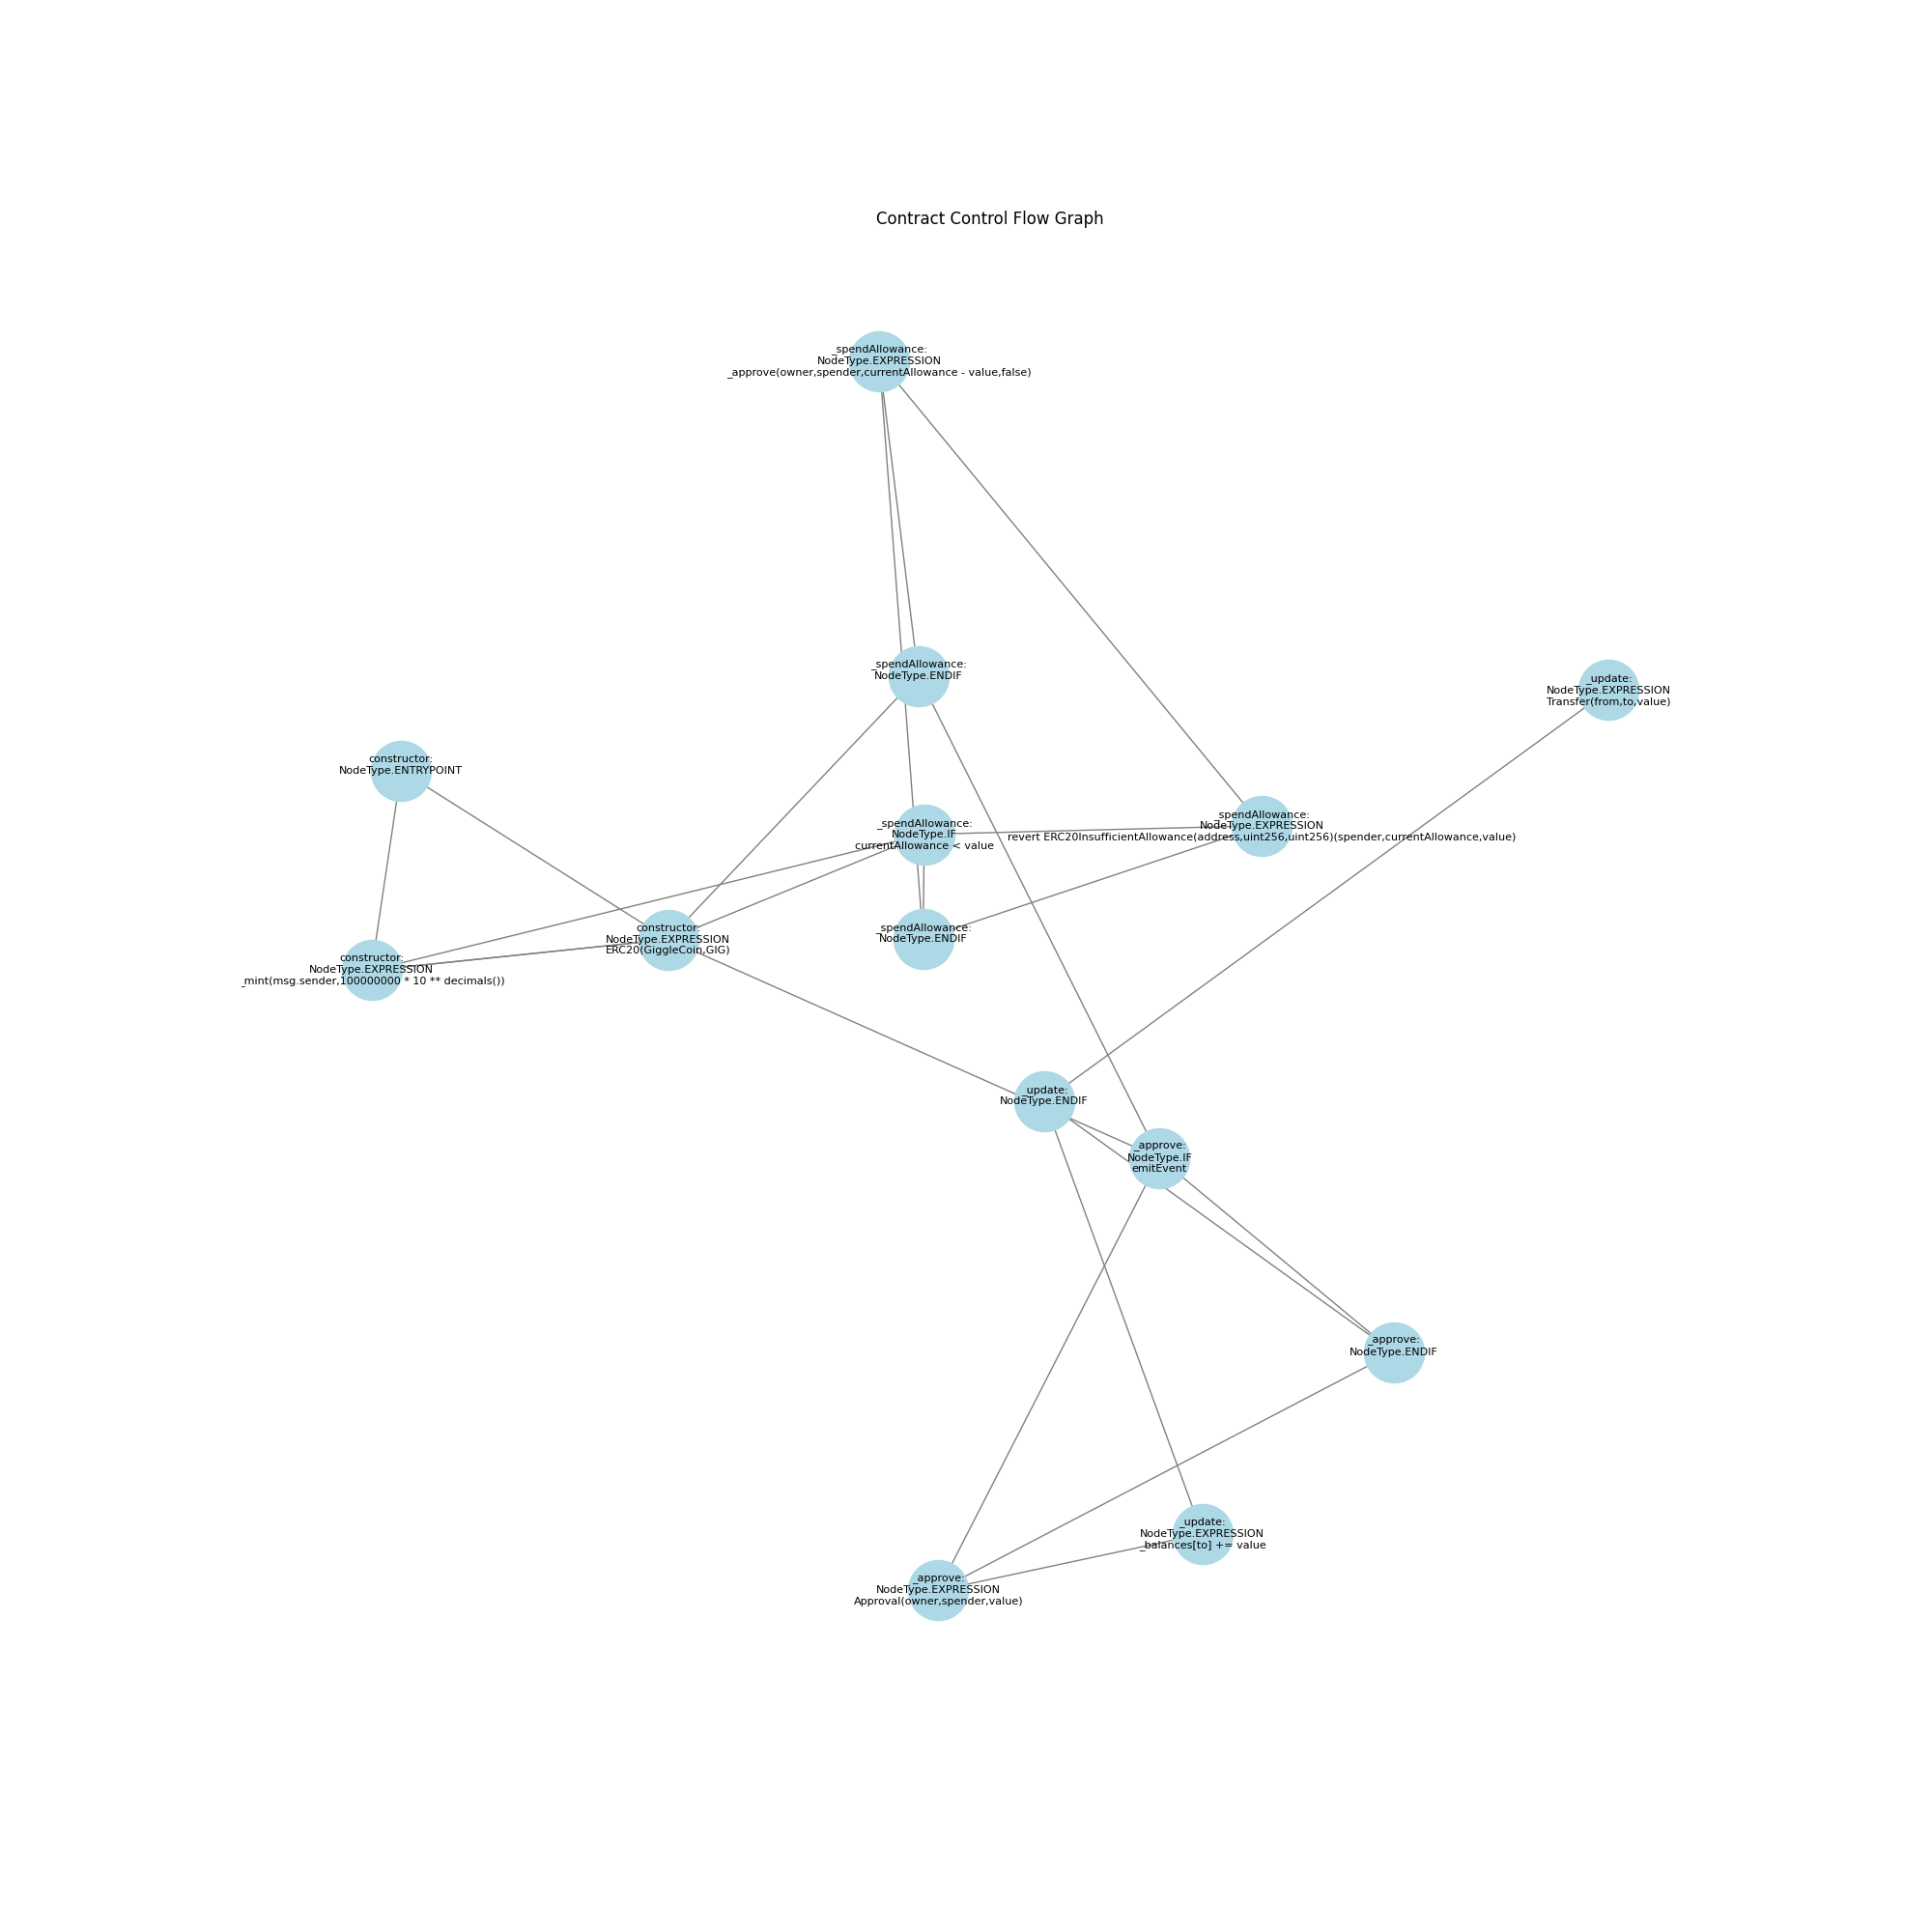 Contract Control Flow Graph
_spendAllowance:
NodeType.EXPRESSION
_approve(owner,spender,currentAllowance - value,false)
_spendAllowance:
NodeType.ENDIF
_update:
NodeType.EXPRESSION
Transfer(from,to,value)
constructor:
NodeType.ENTRYPOINT
_spendAllowance:
NodeType.IF
currentAllowance < value
_spendAllowance:
NodeType.EXPRESSION
revert ERC20InsufficientAllowance(address,uint256,uint256)(spender,currentAllowance,value)
constructor:
NodeType.EXPRESSION
ERC20(GiggleCoin,GIG)
_spendAllowance:
NodeType.ENDIF
constructor:
NodeType.EXPRESSION
_mint(msg.sender,100000000 * 10 ** decimals())
_update:
NodeType.ENDIF
_approve:
NodeType.IF
emitEvent
_approve:
NodeType.ENDIF
_update:
NodeType.EXPRESSION
_balances[to] += value
_approve:
NodeType.EXPRESSION
Approval(owner,spender,value)